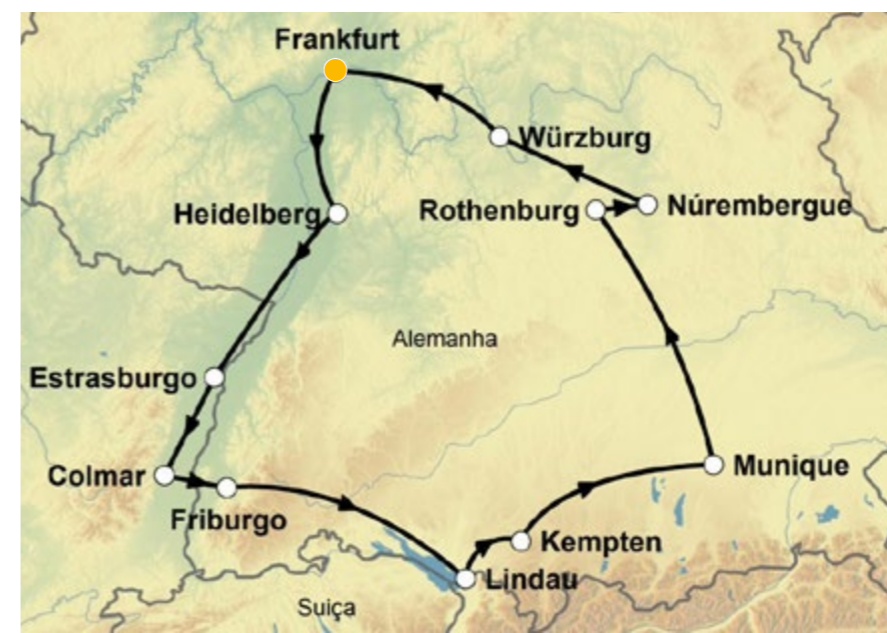 Frankfurt
Würzburg
Heidelberg
Rothenburg
Núrembergue
Alemanha
Estrasburgo
Colmar
Munique
Friburgo
Kempten
Lindau
Suiça